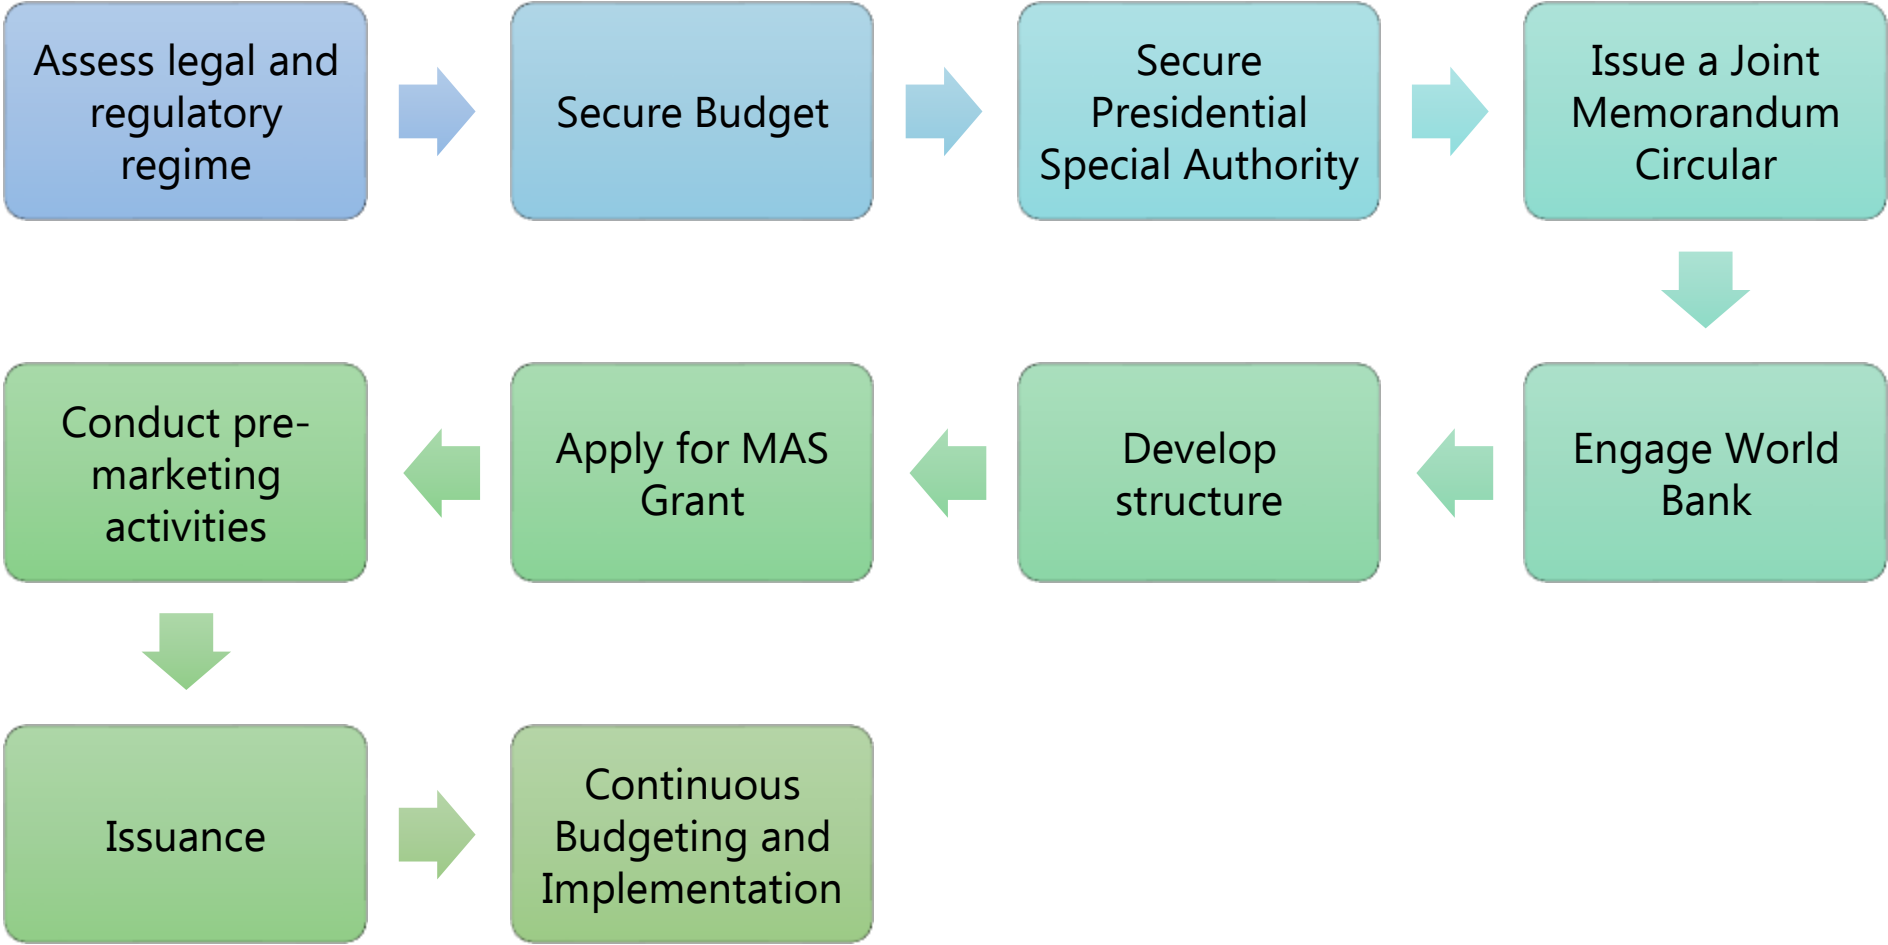 Assess legal and
regulatory
regime
Secure Budget
Secure
Presidential
Special Authority
Issue a Joint
Memorandum
Circular
Engage World
Bank
Develop
structure
Apply for MAS
Grant
Conduct pre-
marketing
activities
Issuance
Continuous
Budgeting and
Implementation